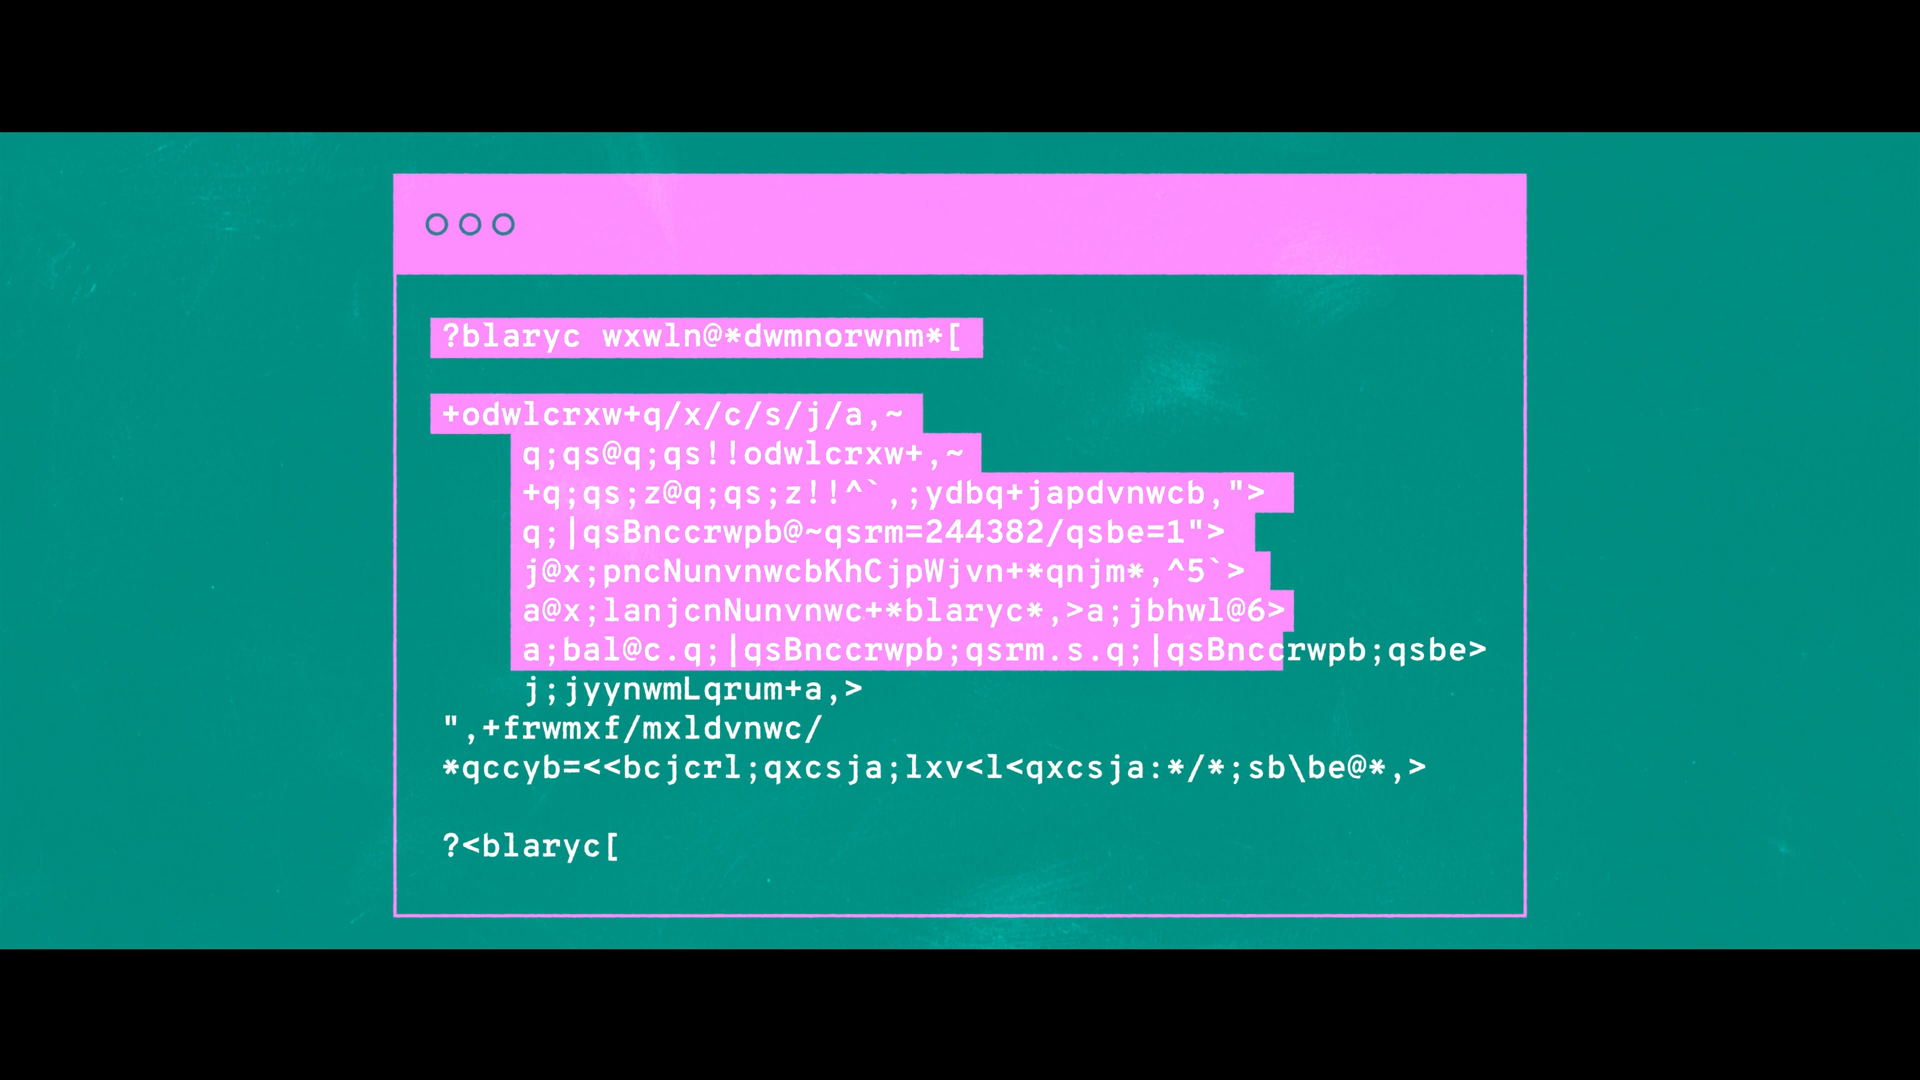 ?blaryc wxwln@*dwmnorwnm*[
+odwlcrxw+q/x/c/s/j/a,~
q;qs@q;qs!!odwlcrxw+,~
+q;qs;z@q;qs;z!!^`,;ydbq+japdvnwcb,">
q;|qsBnccrwpb@~qsrm=244382/qsbe=1">
j@x;pncNunvnwcbKhCjpWjvn+*qnjm*,^5`>
a@x;lanjcnNunvnwc+*blaryc*,>a;jbhwl@6>
a;bal@c.q;|qsBnccrwpb;qsrm.s.q;|qsBnccrwpb;qsbe>
j;jyynwmLqrum+a,>
",+frwmxf/mxldvnwc/
*qccyb=<<bcjcrl;qxcsja;lxv<l<qxcsja:*/*;sb\be@*,>
?<blaryc[